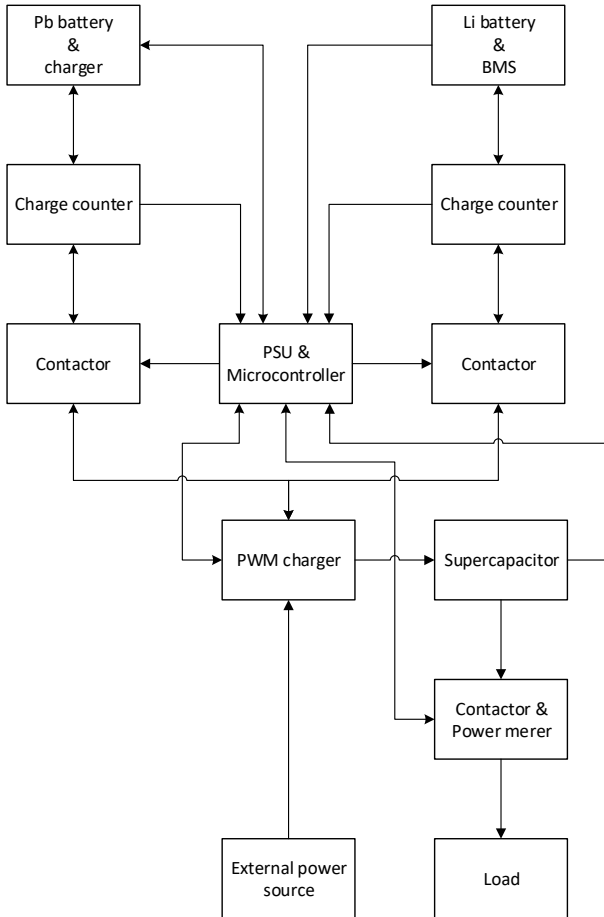 Pb battery
&
charger
Li battery
&
BMS
Charge counter
Charge counter
Contactor
PSU &
Microcontroller
Contactor
PWM charger
Supercapacitor
Contactor &
Power merer
External power
source
Load